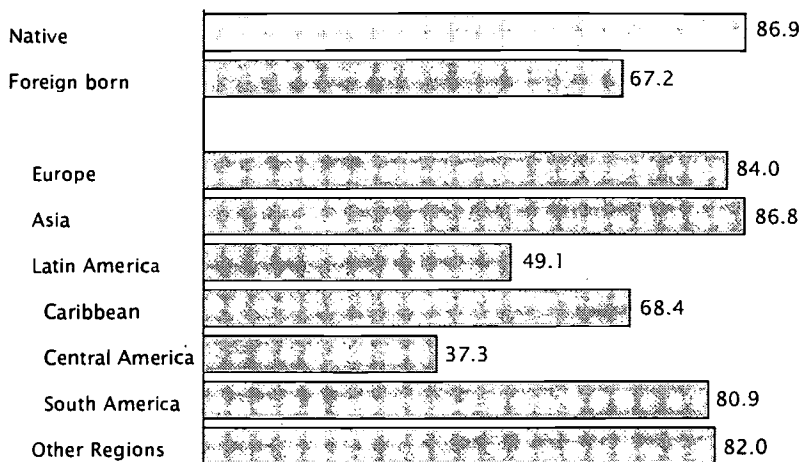 Native 86.9
Foreign born 67.2
Europe 84.0
Asia 86.8
Latin America 49.1
Caribbean 68.4
Central America 37.3
South America 80.9
Other Regions 82.0